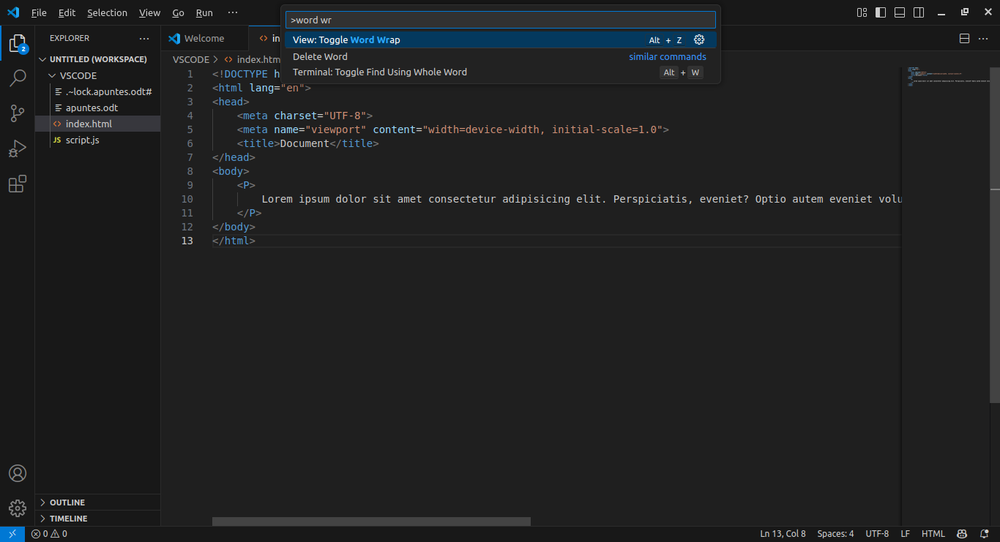 File Edit Selection View Go Run ···
>word wr
View: Toggle Word Wrap Alt + Z
Delete Word similar commands
Terminal: Toggle Find Using Whole Word Alt + W
EXPLORER ···
2
UNTITLED (WORKSPACE)
VSCODE
.~lock.apuntes.odt#
apuntes.odt
<> index.html
JS script.js
OUTLINE
TIMELINE
Welcome <> in
VSCODE > <> index.htm
1 <!DOCTYPE h
2 <html lang="en">
3 <head>
4 <meta charset="UTF-8">
5 <meta name="viewport" content="width=device-width, initial-scale=1.0">
6 <title>Document</title>
7 </head>
8 <body>
9 <P>
10 Lorem ipsum dolor sit amet consectetur adipisicing elit. Perspiciatis, eveniet? Optio autem eveniet volu
11 </P>
12 </body>
13 </html>
0 0
Ln 13, Col 8 Spaces: 4 UTF-8 LF HTML